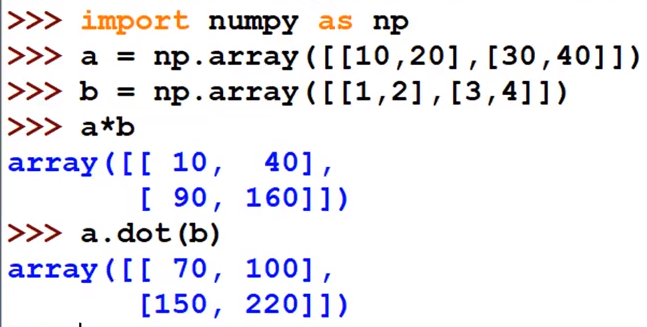 >>> import numpy as np
>>> a = np.array([[10,20],[30,40]])
>>> b = np.array([[1,2],[3,4]])
>>> a*b
array([[ 10,  40],
       [ 90, 160]])
>>> a.dot(b)
array([[ 70, 100],
       [150, 220]])